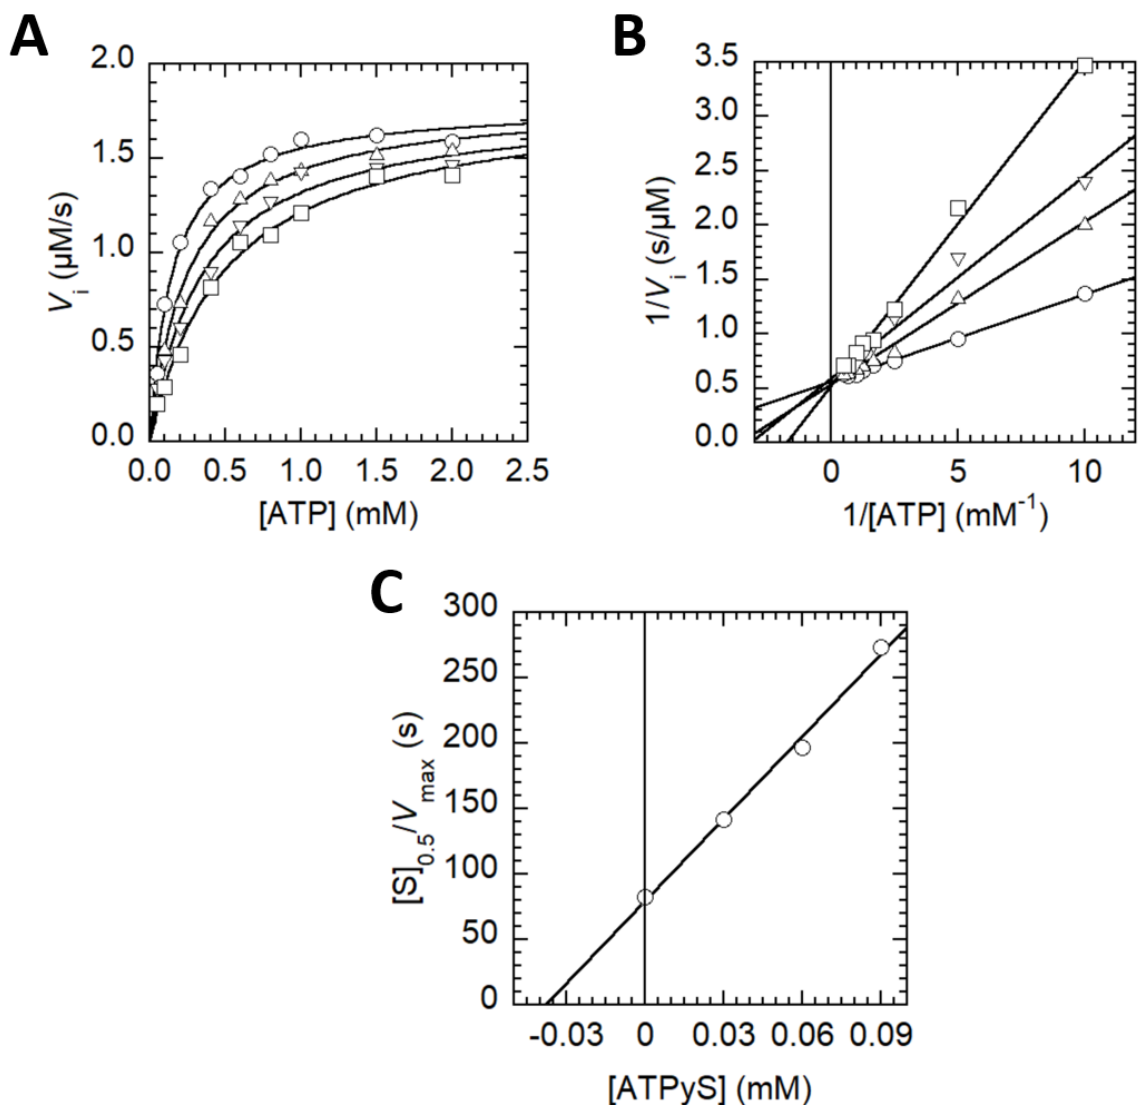 A
2.0
1.5
1.0
0.5
0.0
V_i (μM/s)
0.0 0.5 1.0 1.5 2.0 2.5
[ATP] (mM)
B
3.5
3.0
2.5
2.0
1.5
1.0
0.5
0.0
1/V_i (s/μM)
0 5 10
1/[ATP] (mM⁻¹)
C
300
250
200
150
100
50
0
[S]_0.5/V_max (s)
-0.03 0 0.03 0.06 0.09
[ATPyS] (mM)